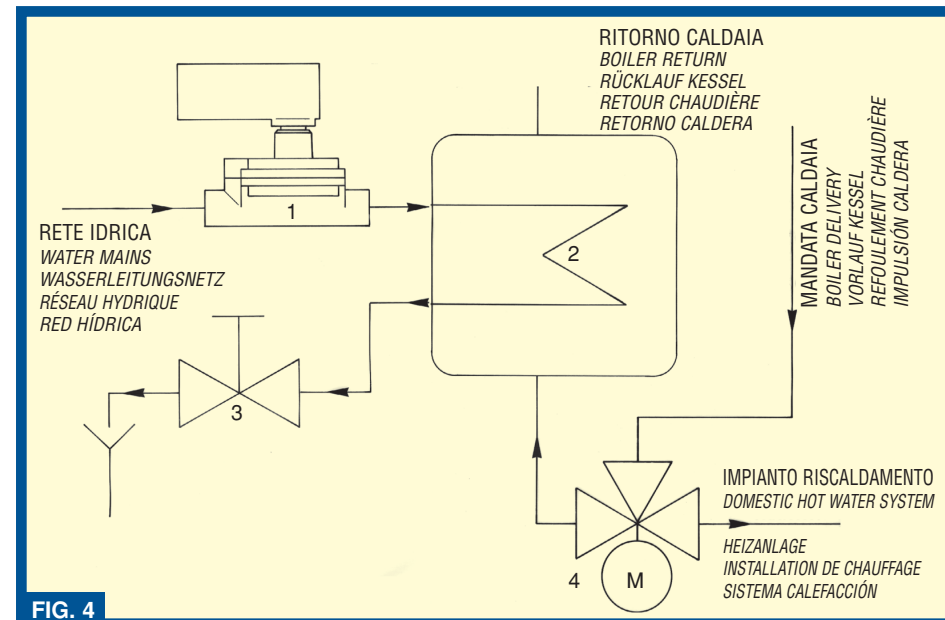 RITORNO CALDAIA
BOILER RETURN
RÜCKLAUF KESSEL
RETOUR CHAUDIÈRE
RETORNO CALDERA
MANDATA CALDAIA
BOILER DELIVERY
VORLAUF KESSEL
REFOULEMENT CHAUDIÈRE
IMPULSIÓN CALDERA
1
RETE IDRICA
WATER MAINS
WASSERLEITUNGSNETZ
RÉSEAU HYDRIQUE
RED HÍDRICA
2
3
IMPIANTO RISCALDAMENTO
DOMESTIC HOT WATER SYSTEM
HEIZANLAGE
INSTALLATION DE CHAUFFAGE
SISTEMA CALEFACCIÓN
4
M
FIG. 4